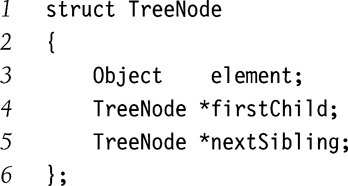 1 struct TreeNode
2 {
3 Object element;
4 TreeNode *firstChild;
5 TreeNode *nextSibling;
6 };